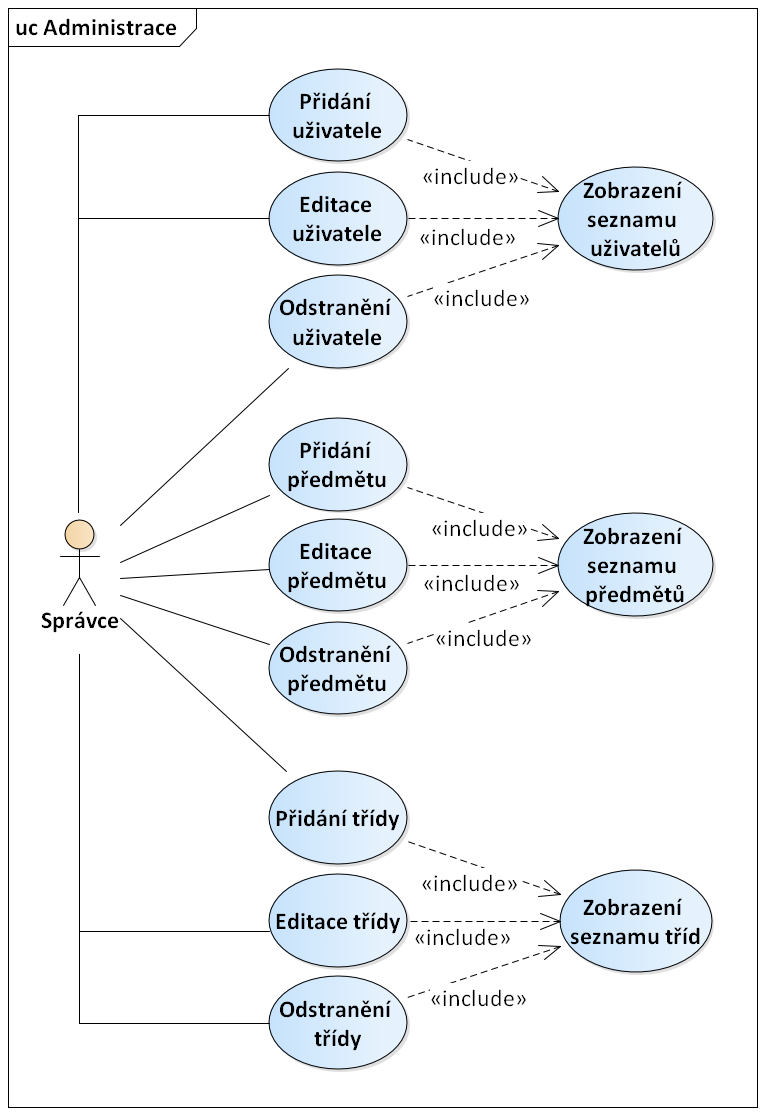 uc Administrace
Přidání
uživatele
«include»
Editace
uživatele
Zobrazení
seznamu
uživatelů
«include»
Odstranění
uživatele
«include»
Přidání
předmětu
«include»
Editace
předmětu
Zobrazení
seznamu
předmětů
«include»
Správce
Odstranění
předmětu
«include»
Přidání třídy
«include»
Editace třídy
Zobrazení
seznamu tříd
«include»
Odstranění
třídy
«include»